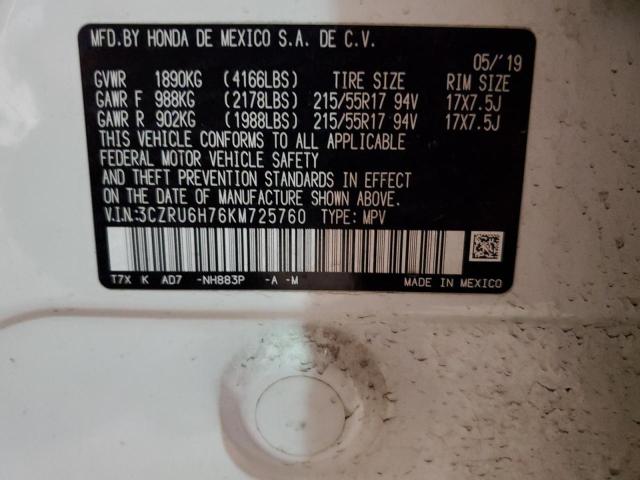 MFD.BY HONDA DE MEXICO S.A. DE C.V.
05/'19
GVWR 1890KG (4166LBS) TIRE SIZE RIM SIZE
GAWR F 988KG (2178LBS) 215/55R17 94V 17X7.5J
GAWR R 902KG (1988LBS) 215/55R17 94V 17X7.5J
THIS VEHICLE CONFORMS TO ALL APPLICABLE
FEDERAL MOTOR VEHICLE SAFETY
AND THEFT PREVENTION STANDARDS IN EFFECT
ON THE DATE OF MANUFACTURE SHOWN ABOVE.
V.I.N.:3CZRU6H76KM725760 TYPE: MPV
T7X K AD7 -NH883P -A -M MADE IN MEXICO